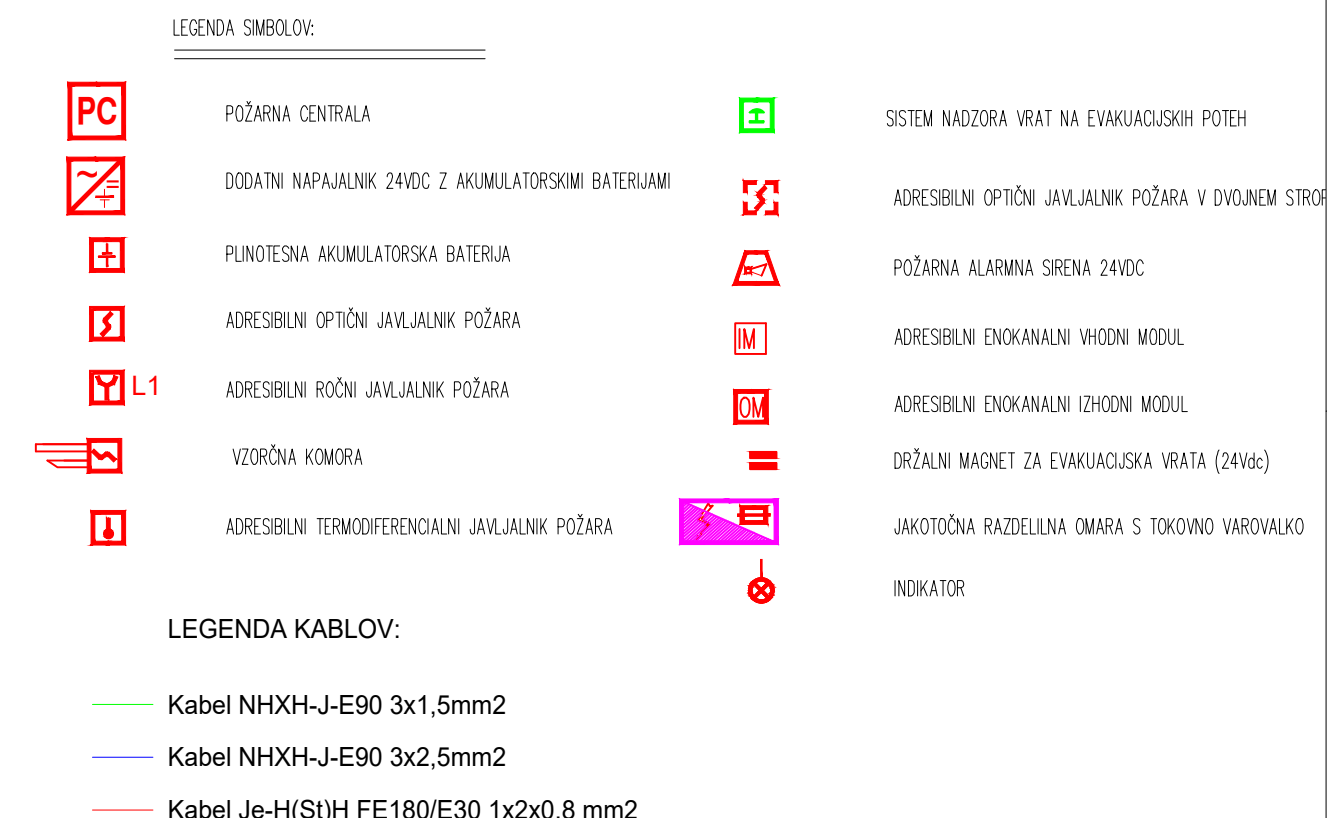 LEGENDA SIMBOLOV:
PC
POŽARNA CENTRALA
DODATNI NAPAJALNIK 24VDC Z AKUMULATORSKIMI BATERIJAMI
PLINOTESNA AKUMULATORSKA BATERIJA
ADRESIBILNI OPTIČNI JAVLJALNIK POŽARA
L1
ADRESIBILNI ROČNI JAVLJALNIK POŽARA
VZORČNA KOMORA
ADRESIBILNI TERMODIFERENCIALNI JAVLJALNIK POŽARA
SISTEM NADZORA VRAT NA EVAKUACIJSKIH POTEH
ADRESIBILNI OPTIČNI JAVLJALNIK POŽARA V DVOJNEM
POŽARNA ALARMNA SIRENA 24VDC
IM
ADRESIBILNI ENOKANALNI VHODNI MODUL
OM
ADRESIBILNI ENOKANALNI IZHODNI MODUL
DRŽALNI MAGNET ZA EVAKUACIJSKA VRATA (24Vdc)
JAKOTOČNA RAZDELILNA OMARA S TOKOVNO VAROVALKO
INDIKATOR
LEGENDA KABLOV:
Kabel NHXH-J-E90 3x1,5mm2
Kabel NHXH-J-E90 3x2,5mm2
Kabel Je-H(St)H FE180/E30 1x2x0.8 mm2